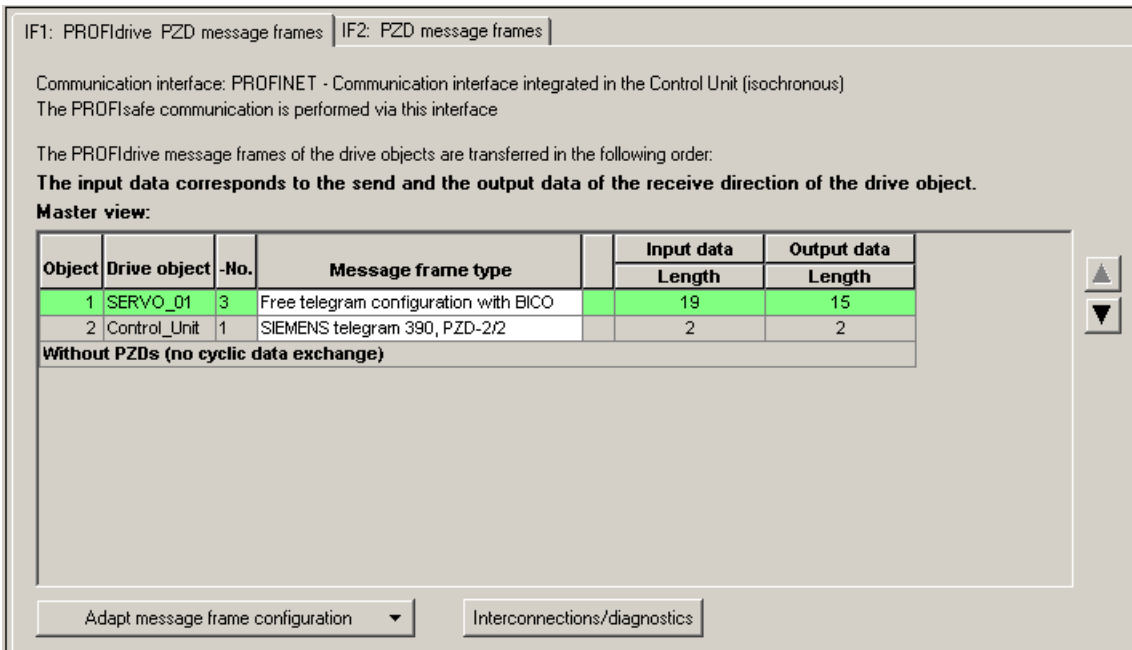 IF1: PROFIdrive PZD message frames IF2: PZD message frames
Communication interface: PROFINET - Communication interface integrated in the Control Unit (isochronous)
The PROFIsafe communication is performed via this interface
The PROFIdrive message frames of the drive objects are transferred in the following order:
The input data corresponds to the send and the output data of the receive direction of the drive object.
Master view:
Object Drive object -No. Message frame type Input data Output data
Length Length
1 SERVO_01 3 Free telegram configuration with BICO 19 15
2 Control_Unit 1 SIEMENS telegram 390, PZD-2/2 2 2
Without PZDs (no cyclic data exchange)
Adapt message frame configuration Interconnections/diagnostics